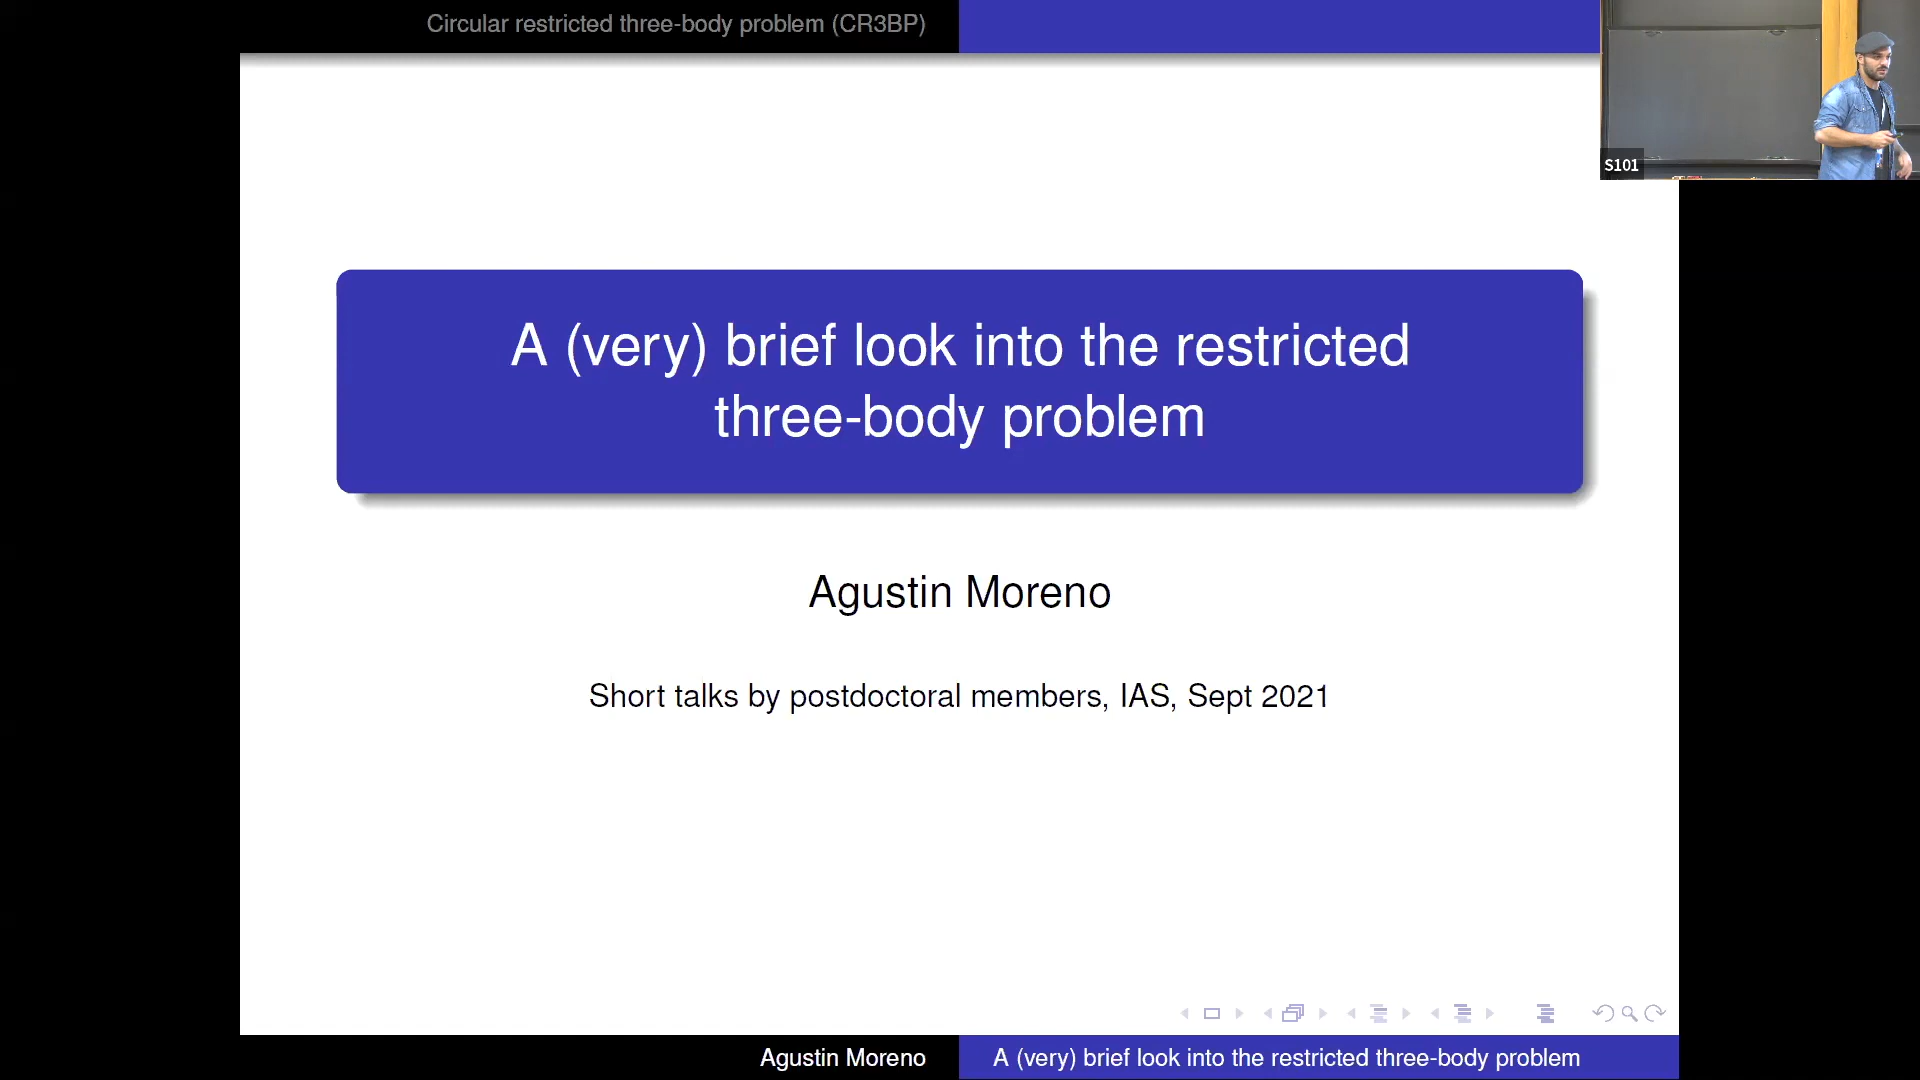 Circular restricted three-body problem (CR3BP)
S101
A (very) brief look into the restricted
three-body problem
Agustin Moreno
Short talks by postdoctoral members, IAS, Sept 2021
Agustin Moreno
A (very) brief look into the restricted three-body problem